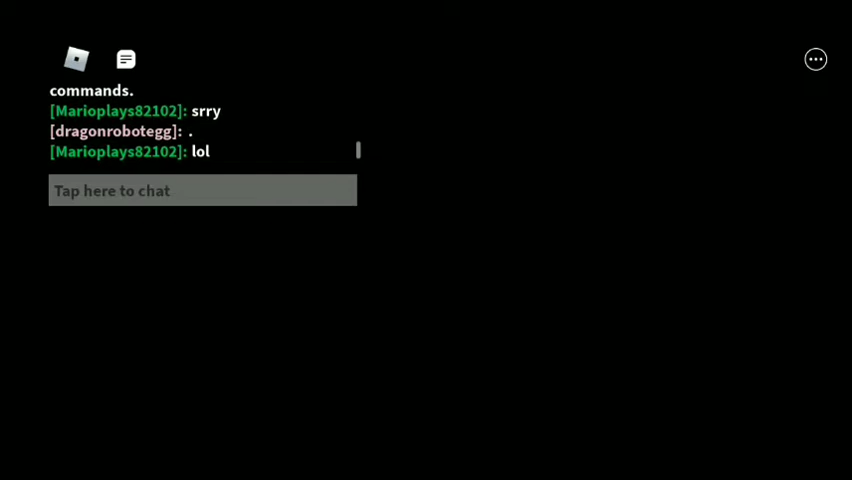 commands.
[Marioplays82102]: srry
[dragonrobotegg]: .
[Marioplays82102]: lol
Tap here to chat